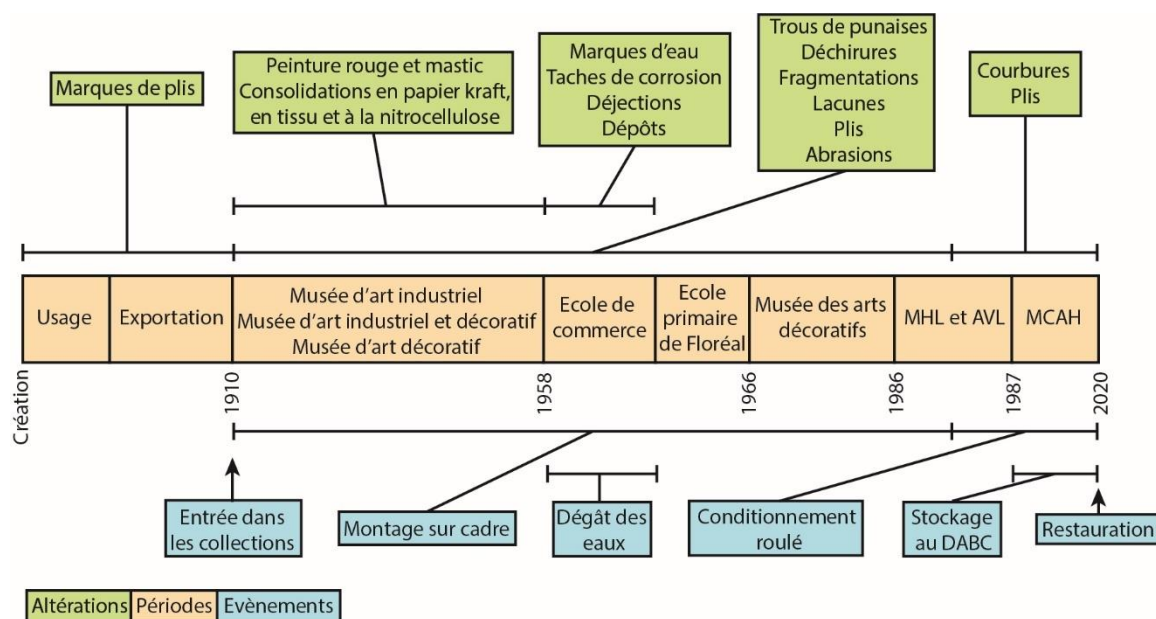 Marques de plis
Peinture rouge et mastic
Consolidations en papier kraft,
en tissu et à la nitrocellulose
Marques d'eau
Taches de corrosion
Déjections
Dépôts
Trous de punaises
Déchirures
Fragmentations
Lacunes
Plis
Abrasions
Courbures
Plis
Usage
Exportation
Musée d'art industriel
Musée d'art industriel et décoratif
Musée d'art décoratif
Ecole de
commerce
Ecole
primaire
de Floréal
Musée des arts
décoratifs
MHL et AVL
MCAH
Création
1910
1958
1966
1986
1987
2020
Entrée dans
les collections
Montage sur cadre
Dégât des
eaux
Conditionnement
roulé
Stockage
au DABC
Restauration
Altérations
Périodes
Evènements